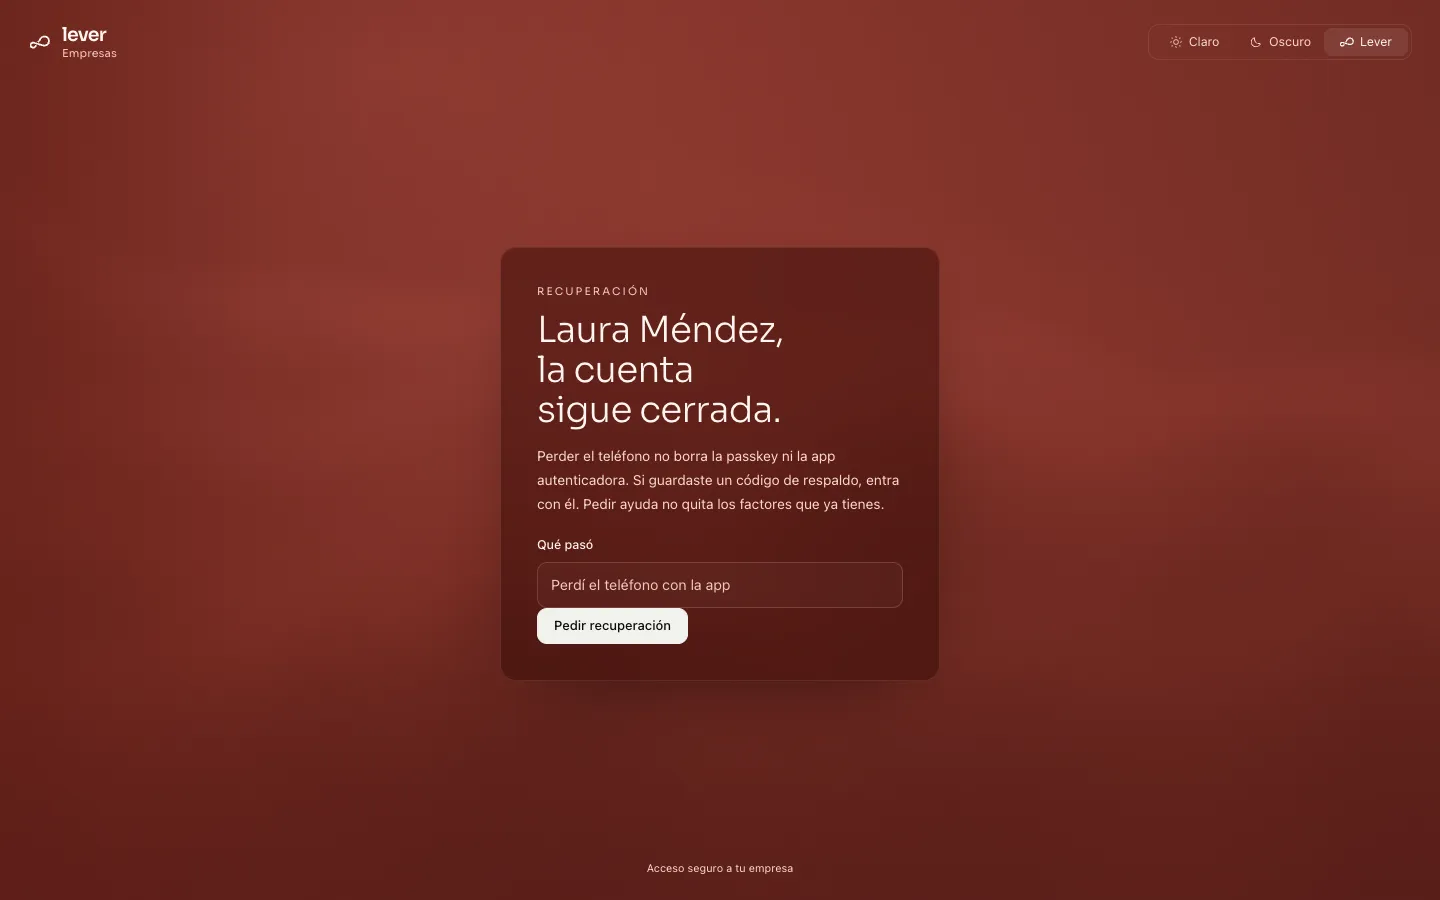 lever
Empresas
Claro
Oscuro
Lever
RECUPERACIÓN
Laura Méndez,
la cuenta
sigue cerrada.
Perder el teléfono no borra la passkey ni la app
autenticadora. Si guardaste un código de respaldo, entra
con él. Pedir ayuda no quita los factores que ya tienes.
Qué pasó
Perdí el teléfono con la app
Pedir recuperación
Acceso seguro a tu empresa